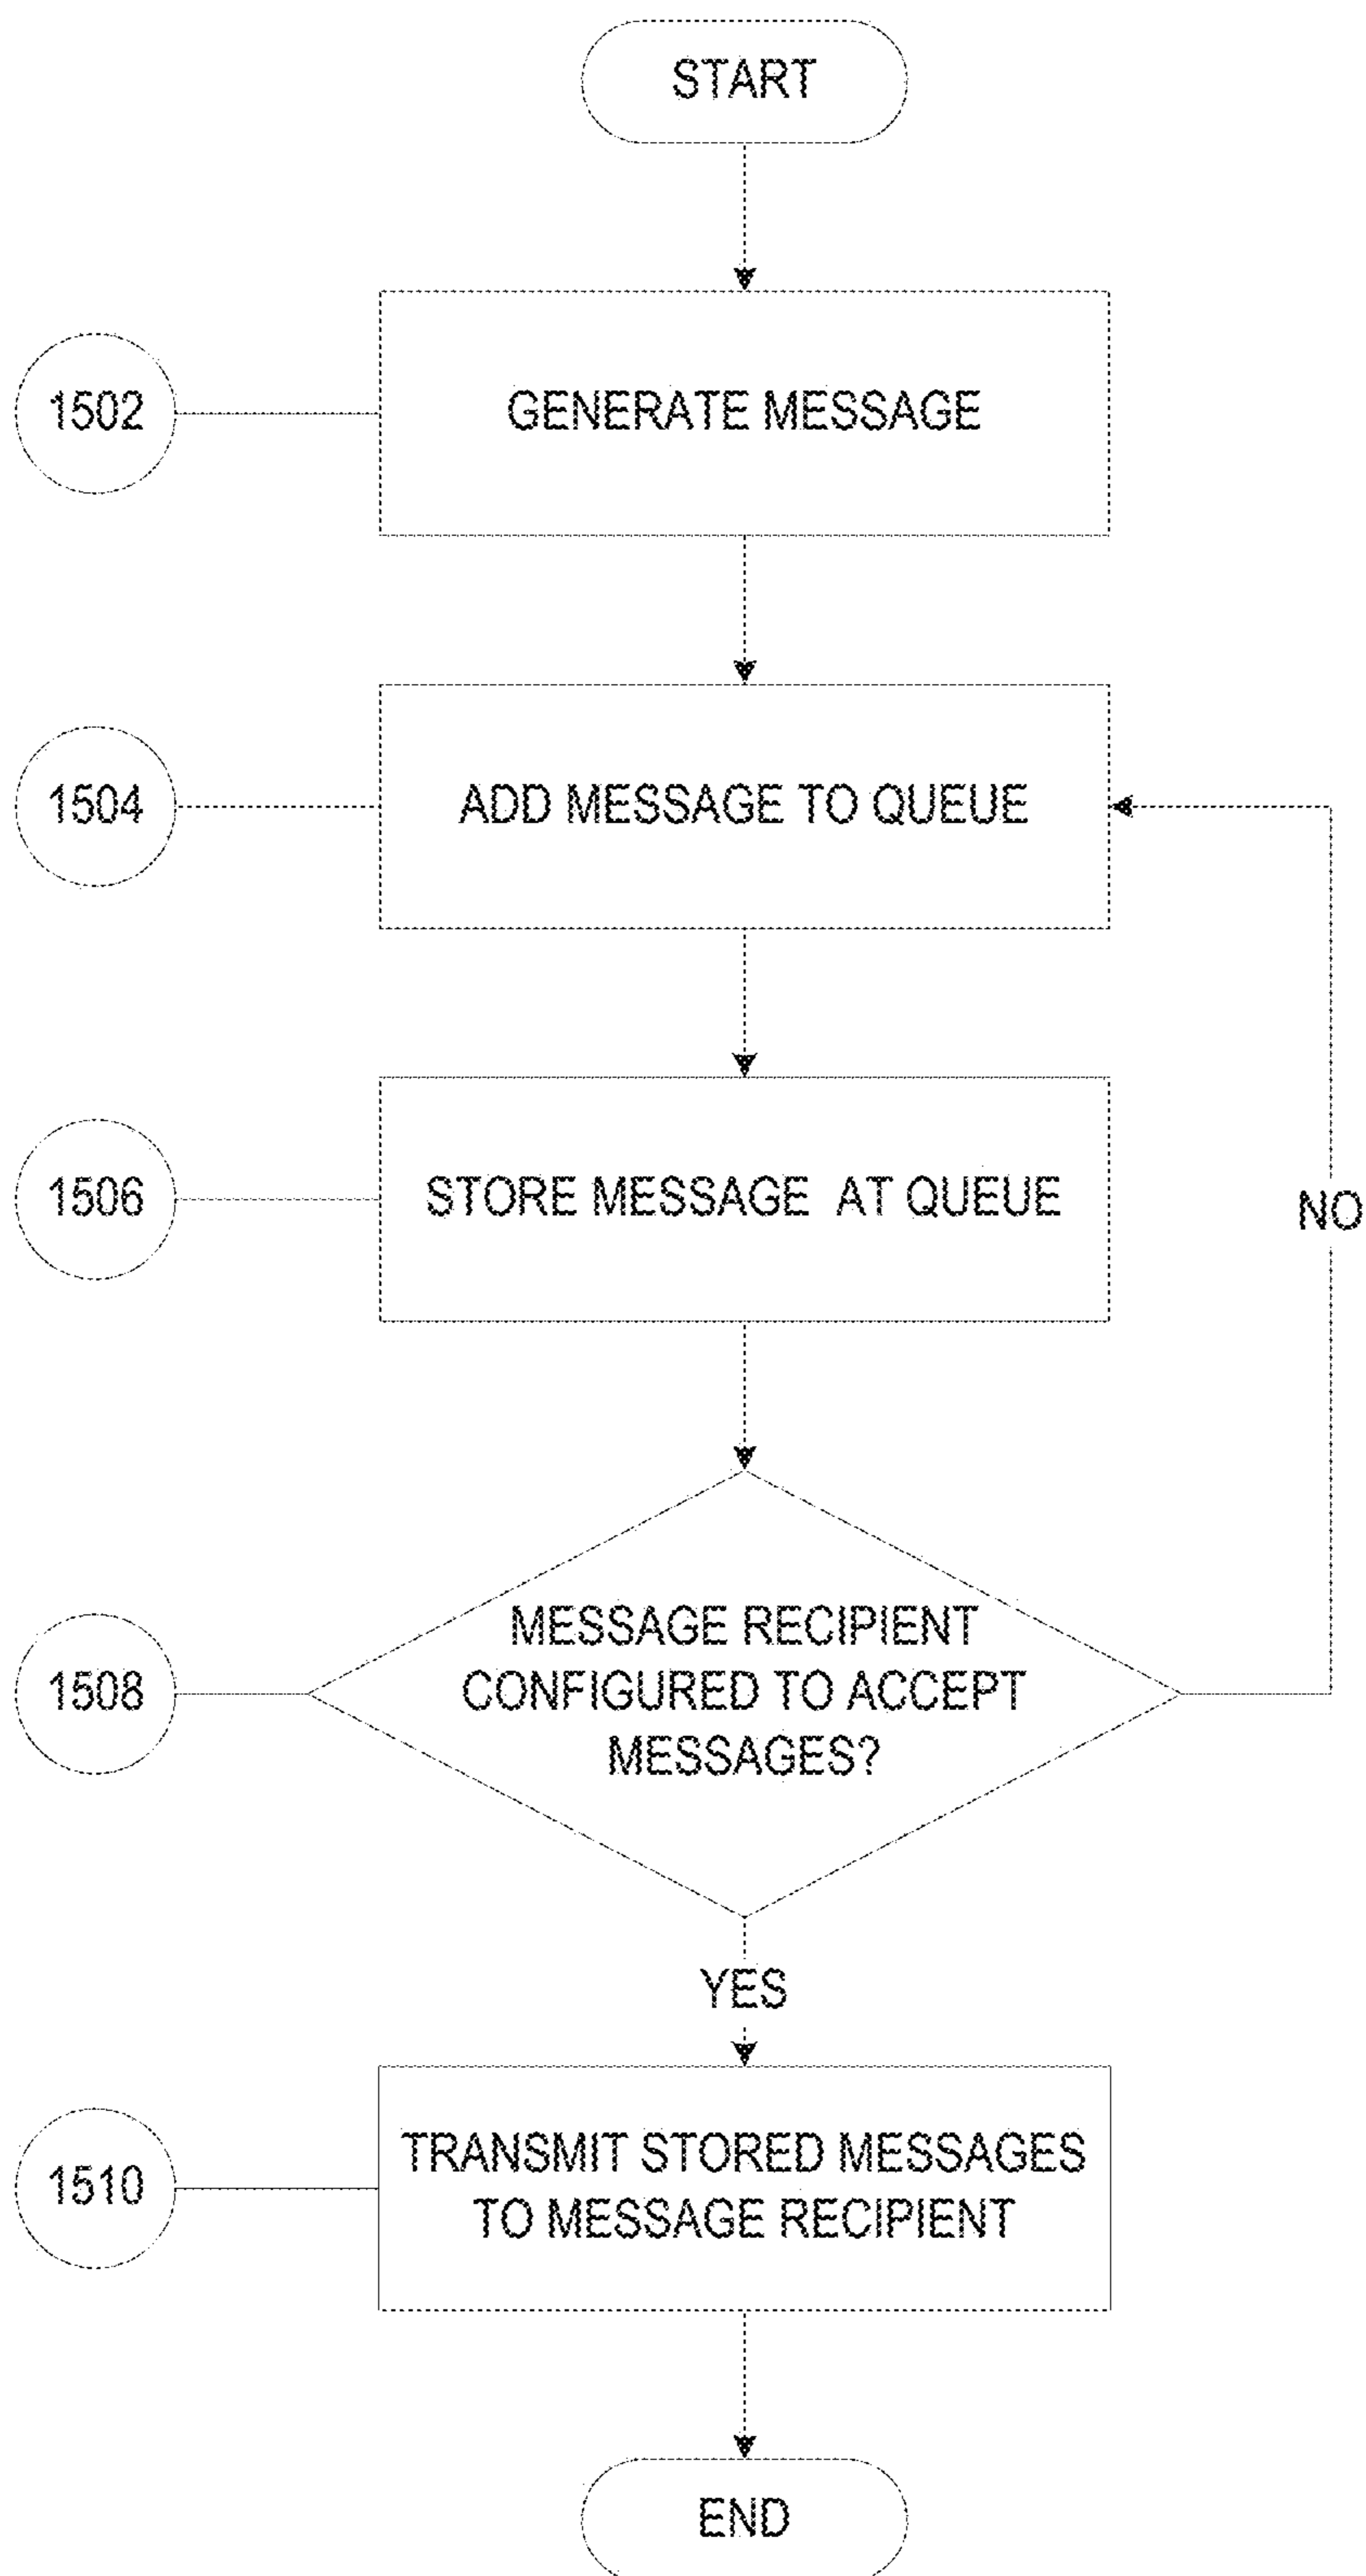 START
1502
GENERATE MESSAGE
1504
ADD MESSAGE TO QUEUE
1506
STORE MESSAGE AT QUEUE
NO
1508
MESSAGE RECIPIENT
CONFIGURED TO ACCEPT
MESSAGES?
YES
1510
TRANSMIT STORED MESSAGES
TO MESSAGE RECIPIENT
END